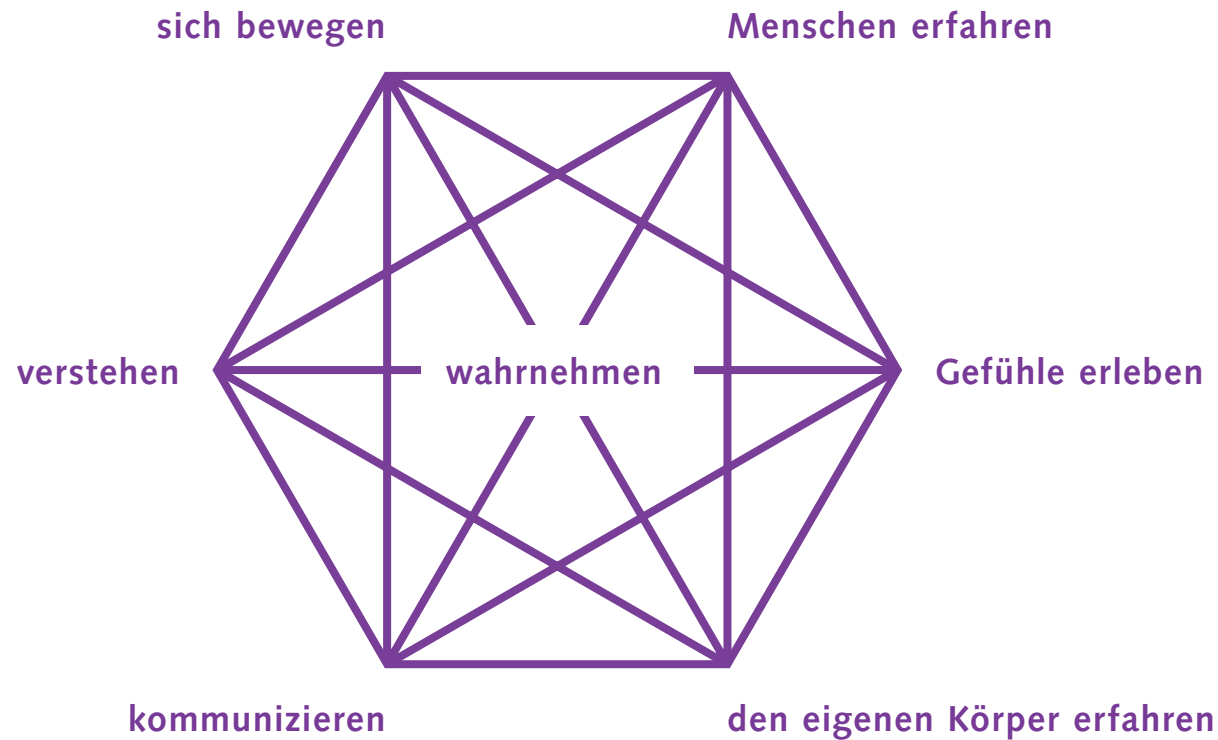 sich bewegen
Menschen erfahren
verstehen
wahrnehmen
Gefühle erleben
kommunizieren
den eigenen Körper erfahren